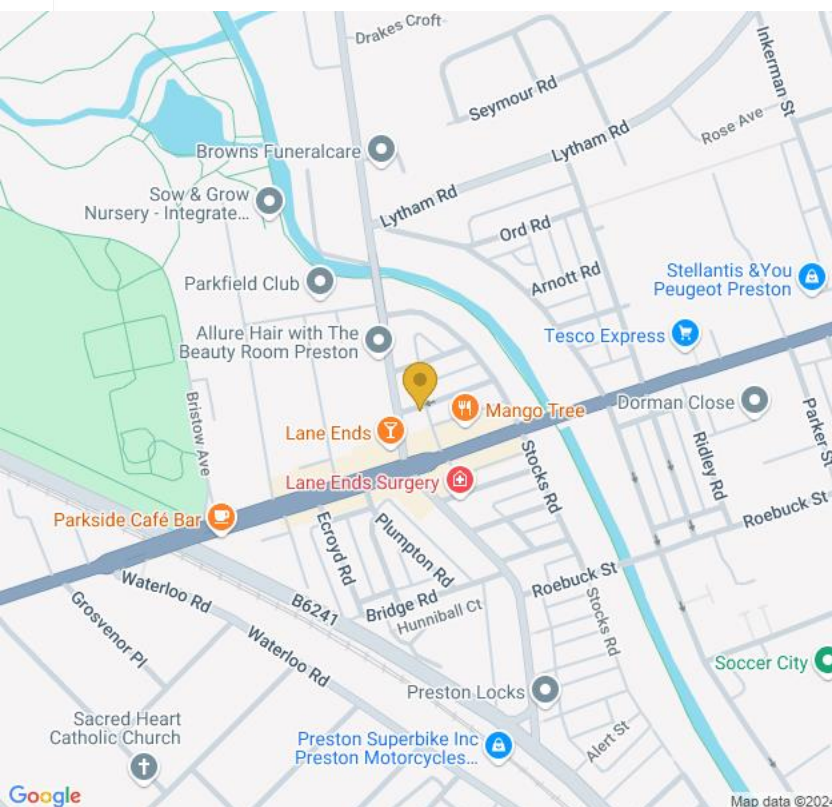 Drakes Croft
Inkerman St
Seymour Rd
Rose Ave
Lytham Rd
Browns Funeralcare
Sow & Grow
Nursery - Integrate...
Lytham Rd
Ord Rd
Arnott Rd
Stellantis &You
Peugeot Preston
Parkfield Club
Allure Hair with The
Beauty Room Preston
Tesco Express
Bristow Ave
Mango Tree
Dorman Close
Parker St
Lane Ends
Ridley Rd
Stocks Rd
Lane Ends Surgery
Parkside Café Bar
Ecroyd Rd
Plumpton Rd
Roebuck St
Waterloo Rd
Grosvenor Pl
B6241
Bridge Rd
Hunniball Ct
Roebuck St
Stocks Rd
Waterloo Rd
Soccer City
Preston Locks
Sacred Heart
Catholic Church
Preston Superbike Inc
Preston Motorcycles...
Alert St
Google
Map data ©2024